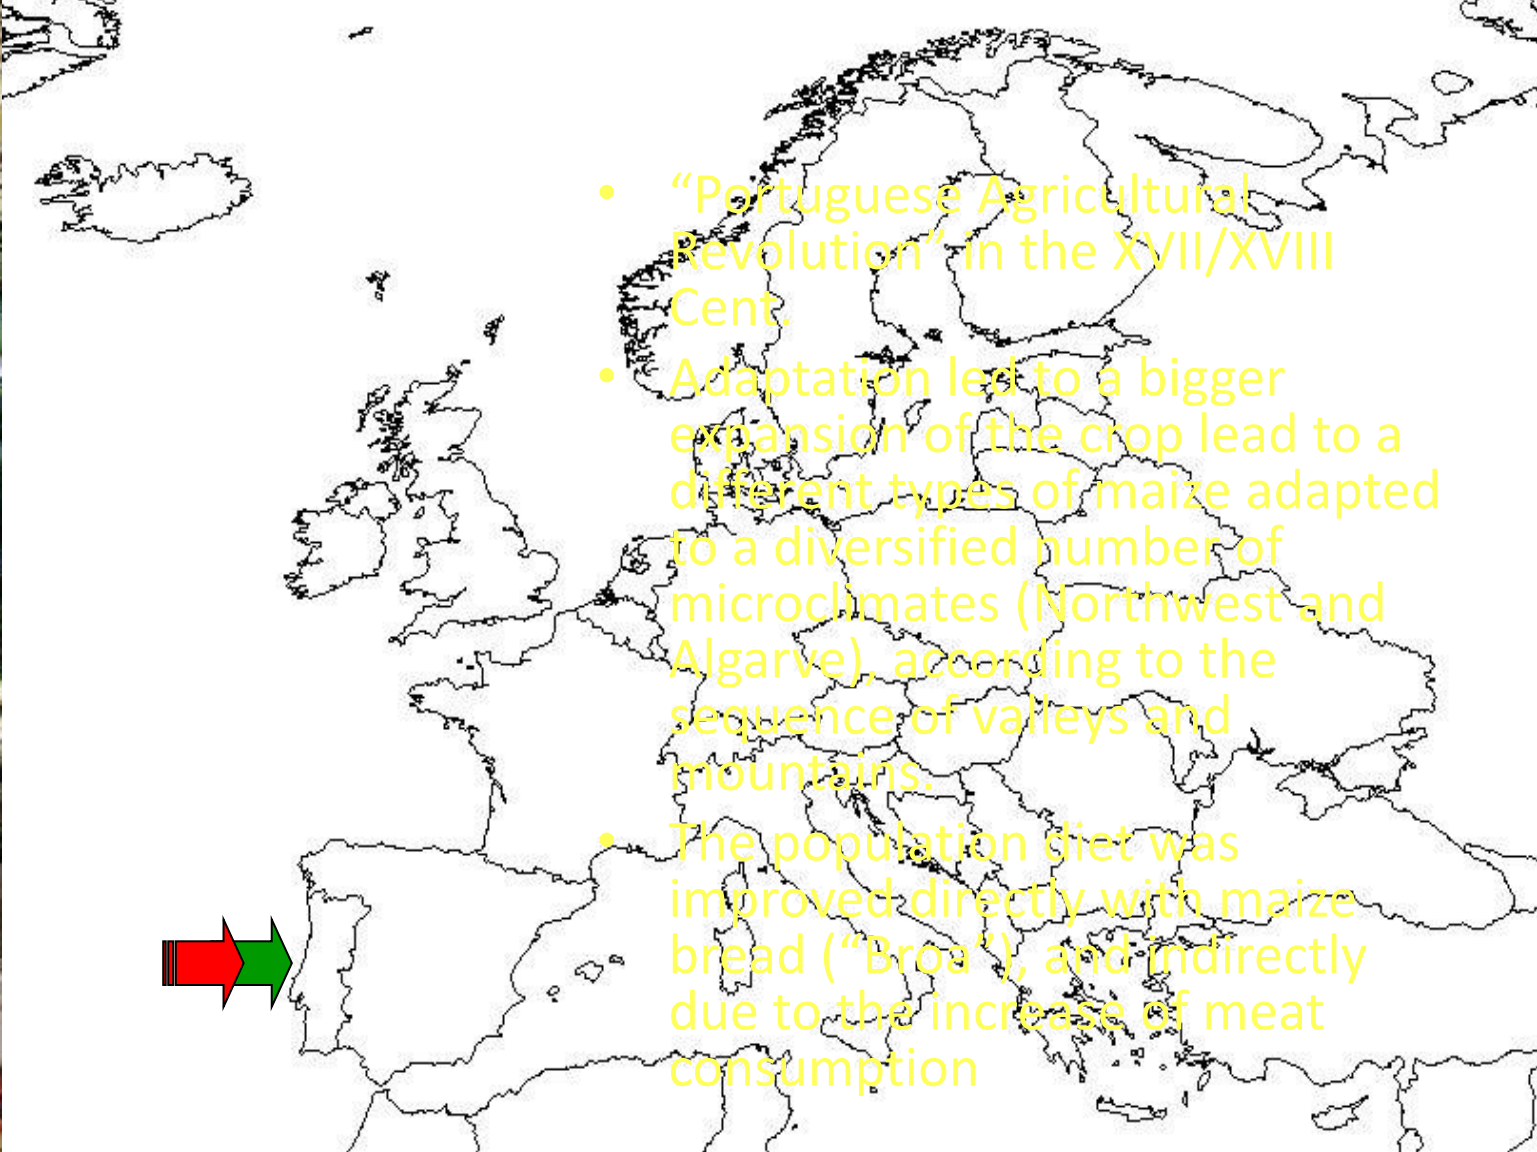 • “Portuguese Agricultural
Revolution” in the XVII/XVIII
Cent.
• Adaptation led to a bigger
expansion of the crop lead to a
different types of maize adapted
to a diversified number of
microclimates (Northwest and
Algarve), according to the
sequence of valleys and
mountains.
• The population diet was
improved directly with maize
bread (“Broa”), and indirectly
due to the increase of meat
consumption